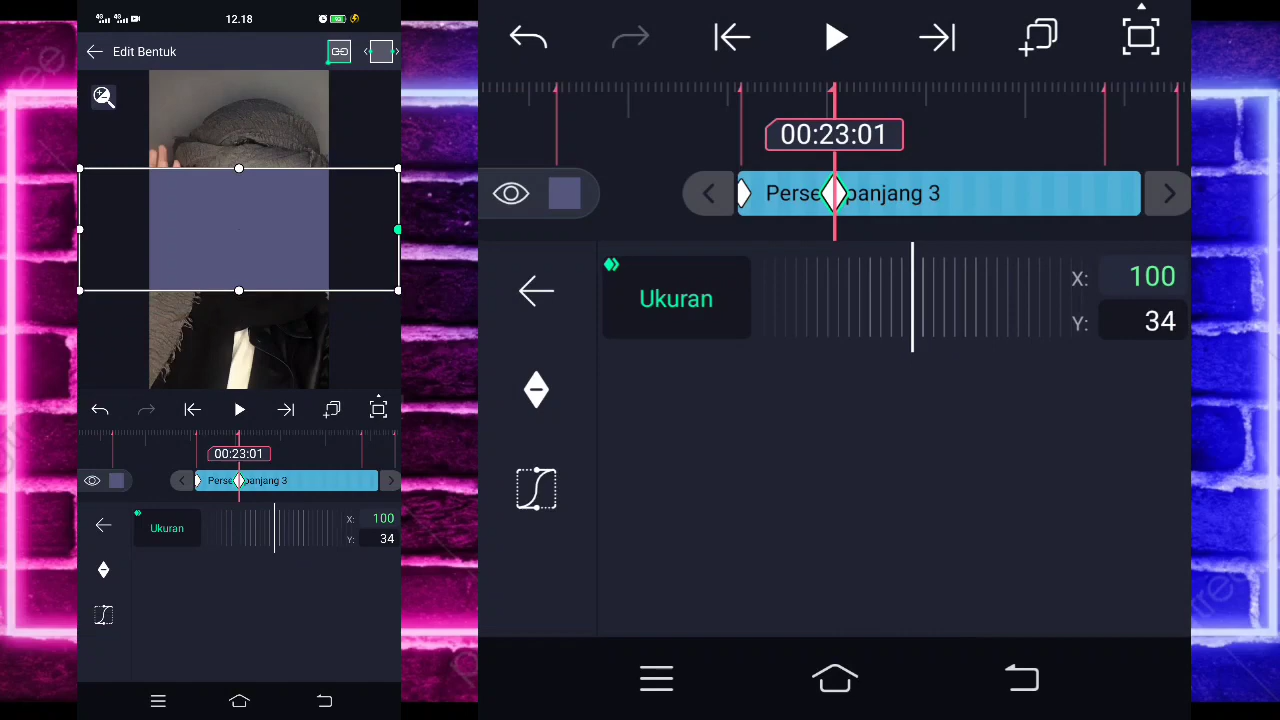 12.18
Edit Bentuk
00:23:01
Perse panjang 3
Ukuran
X: 100
Y: 34
00:23:01
Perse panjang 3
Ukuran
X: 100
Y: 34